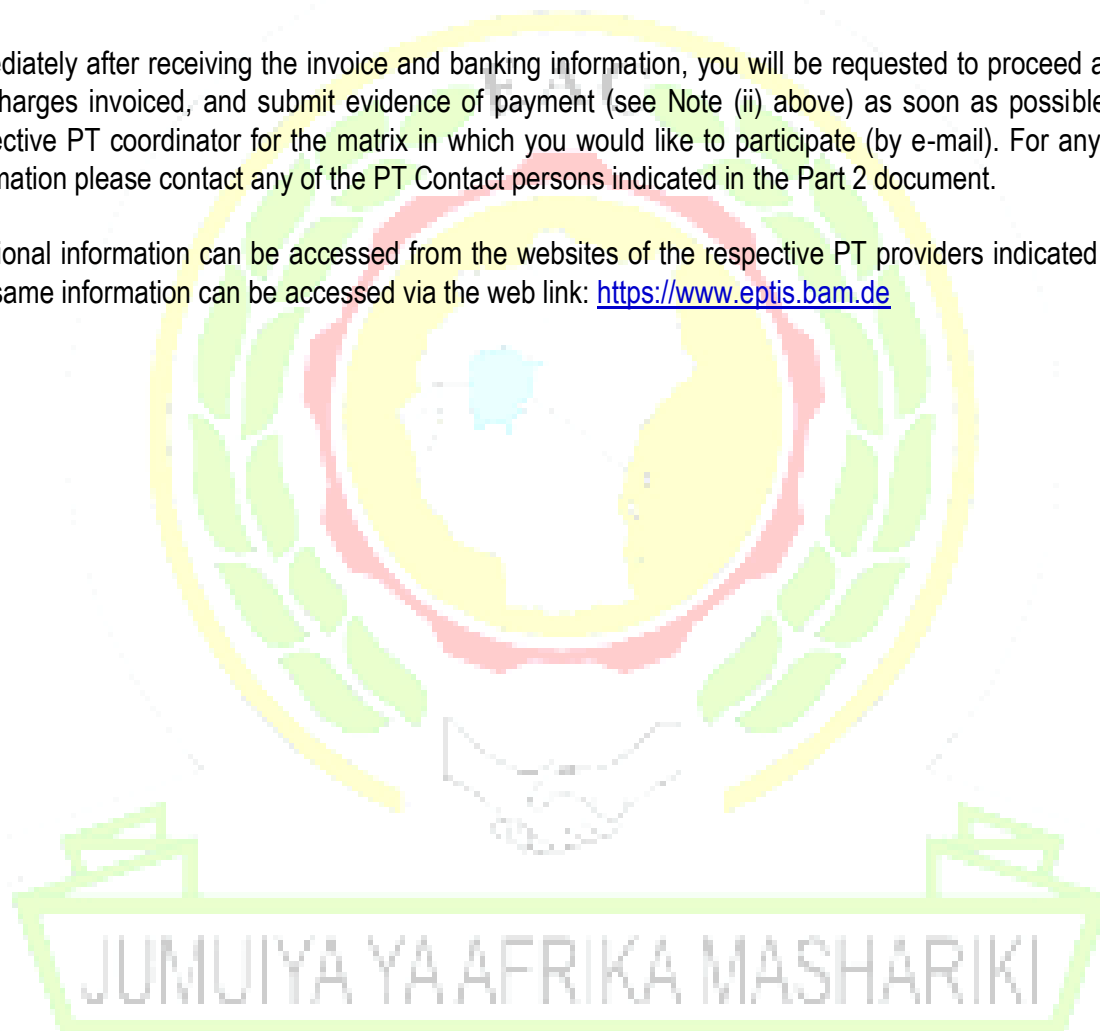 ediately after receiving the invoice and banking information, you will be requested to proceed a
harges invoiced, and submit evidence of payment (see Note (ii) above) as soon as possible
ective PT coordinator for the matrix in which you would like to participate (by e-mail). For any
mation please contact any of the PT Contact persons indicated in the Part 2 document.
ional information can be accessed from the websites of the respective PT providers indicated
same information can be accessed via the web link: https://www.eptis.bam.de
EAC
JUMUIYA YA AFRIKA MASHARIKI